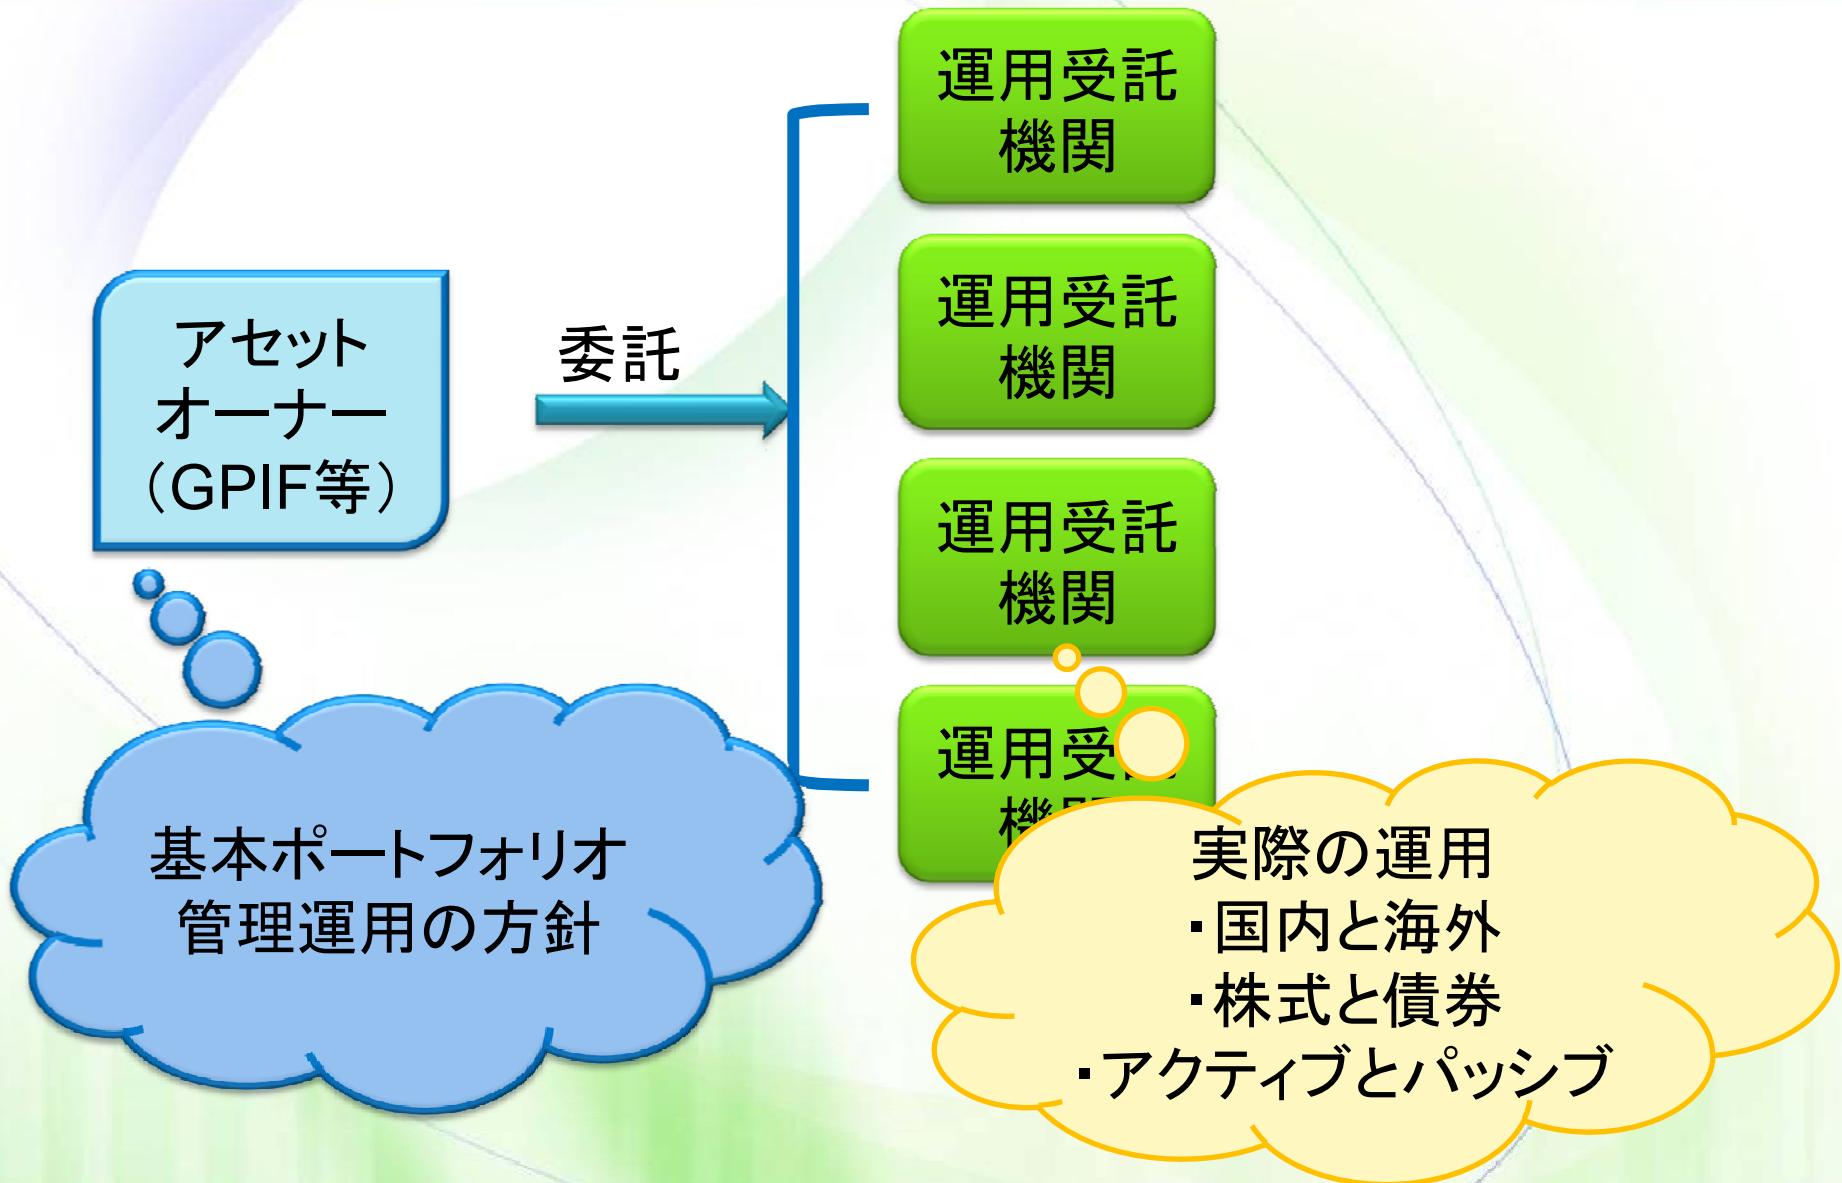 アセット
オーナー
（GPIF等）
委託
運用受託
機関
運用受託
機関
運用受託
機関
運用受託
機関
基本ポートフォリオ
管理運用の方針
実際の運用
・国内と海外
・株式と債券
・アクティブとパッシブ